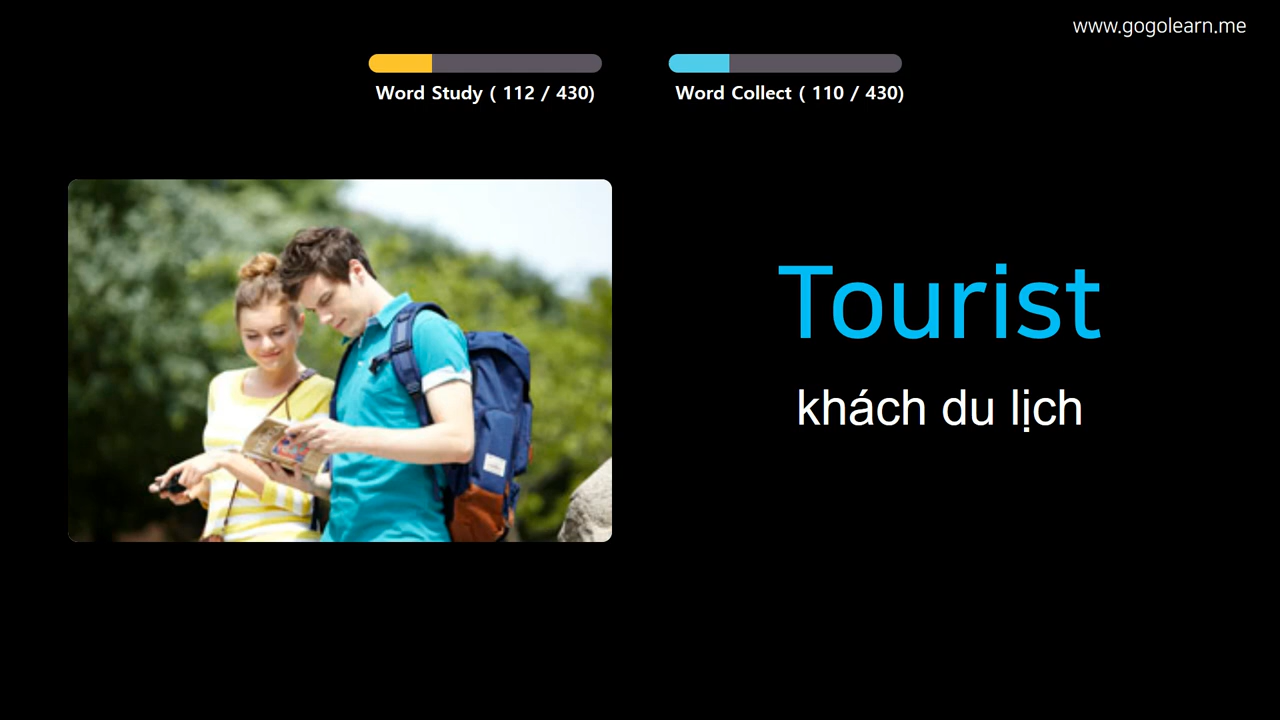 www.gogolearn.me
Word Study ( 112 / 430)
Word Collect ( 110 / 430)
Tourist
khách du lịch